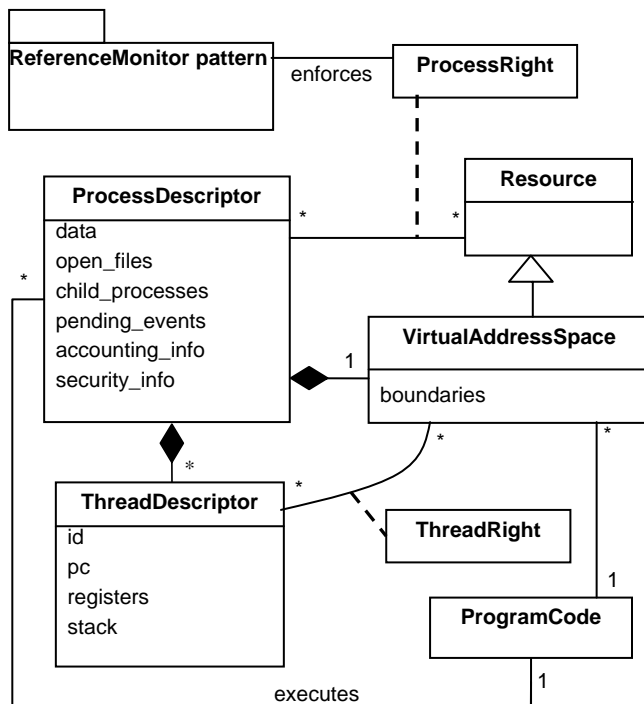 ReferenceMonitor pattern
enforces
ProcessRight
ProcessDescriptor
data
open_files
child_processes
pending_events
accounting_info
security_info
*
*
Resource
*
1
VirtualAddressSpace
boundaries
*
*
*
*
ThreadDescriptor
id
pc
registers
stack
ThreadRight
1
ProgramCode
1
executes